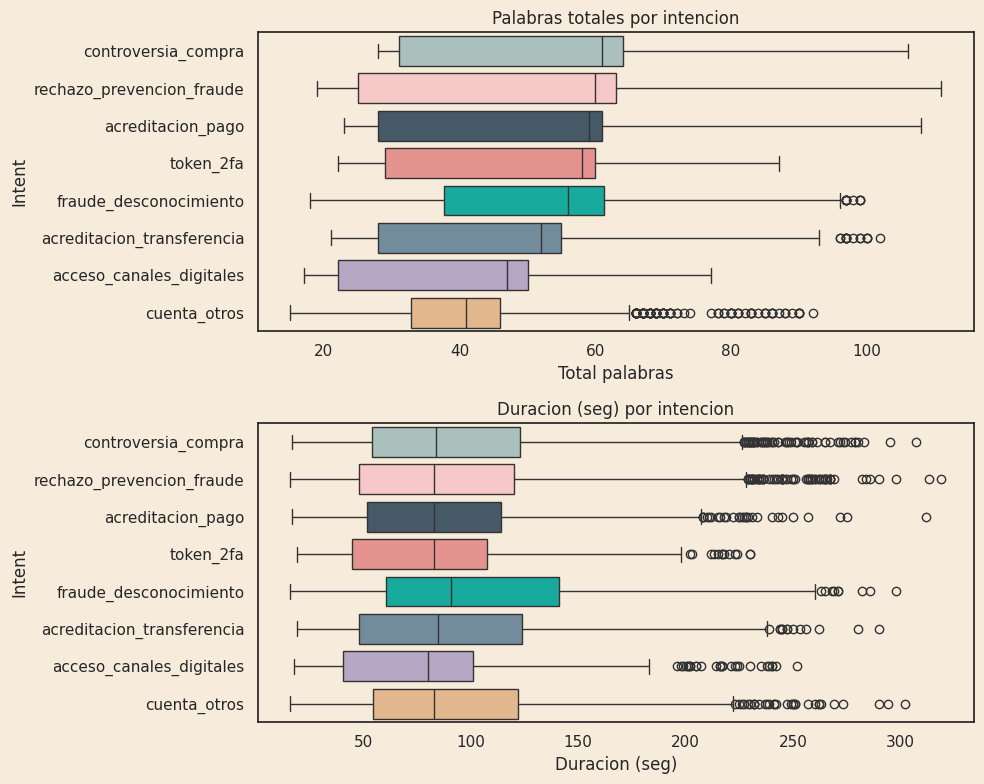 Palabras totales por intencion
Intent
controversia_compra
rechazo_prevencion_fraude
acreditacion_pago
token_2fa
fraude_desconocimiento
acreditacion_transferencia
acceso_canales_digitales
cuenta_otros
20 40 60 80 100
Total palabras
Duracion (seg) por intencion
Intent
controversia_compra
rechazo_prevencion_fraude
acreditacion_pago
token_2fa
fraude_desconocimiento
acreditacion_transferencia
acceso_canales_digitales
cuenta_otros
50 100 150 200 250 300
Duracion (seg)